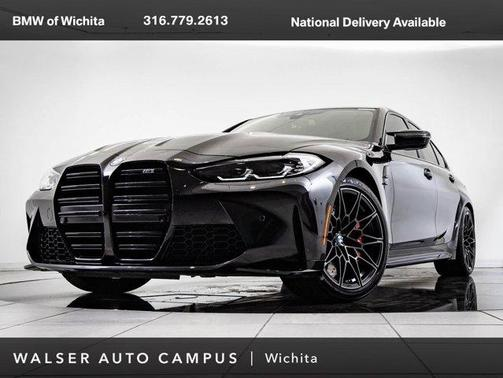 BMW of Wichita 316.779.2613 National Delivery Available
WALSER AUTO CAMPUS | Wichita